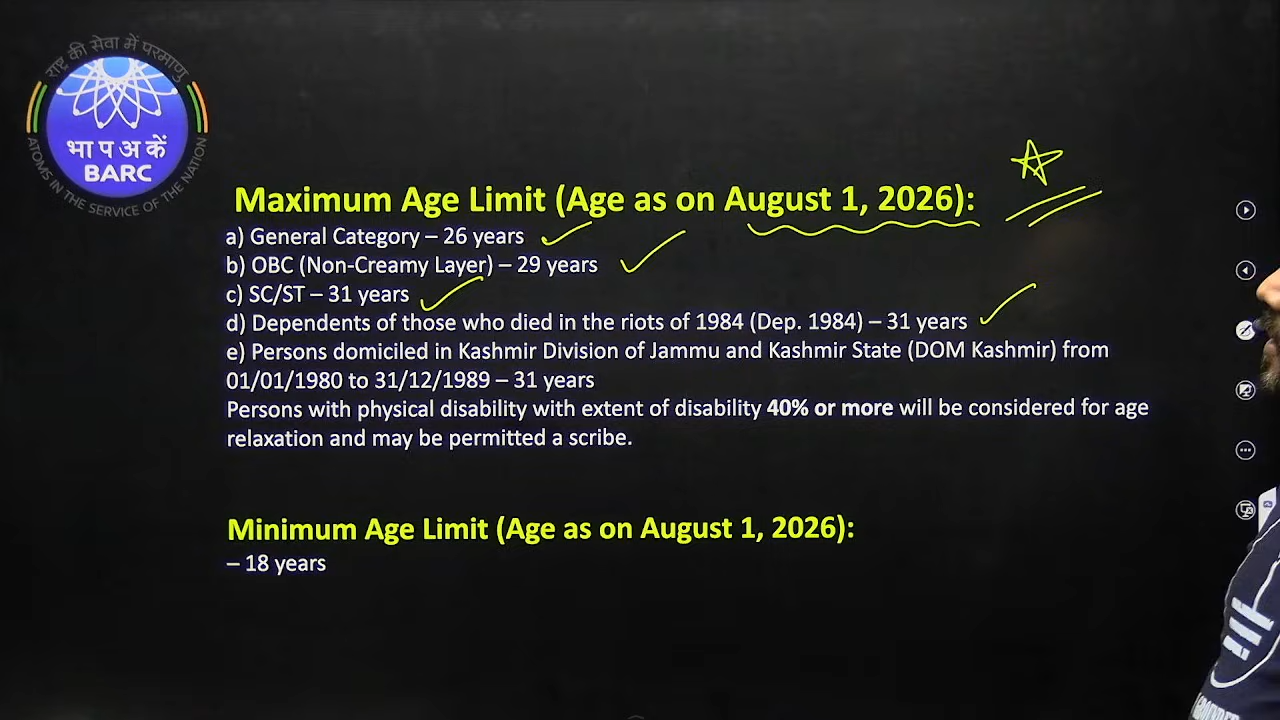 राष्ट्र की सेवा में परमाणु
भा प अ कें
BARC
ATOMS IN THE SERVICE OF THE NATION
Maximum Age Limit (Age as on August 1, 2026):
a) General Category – 26 years
b) OBC (Non-Creamy Layer) – 29 years
c) SC/ST – 31 years
d) Dependents of those who died in the riots of 1984 (Dep. 1984) – 31 years
e) Persons domiciled in Kashmir Division of Jammu and Kashmir State (DOM Kashmir) from
01/01/1980 to 31/12/1989 – 31 years
Persons with physical disability with extent of disability 40% or more will be considered for age
relaxation and may be permitted a scribe.
Minimum Age Limit (Age as on August 1, 2026):
– 18 years